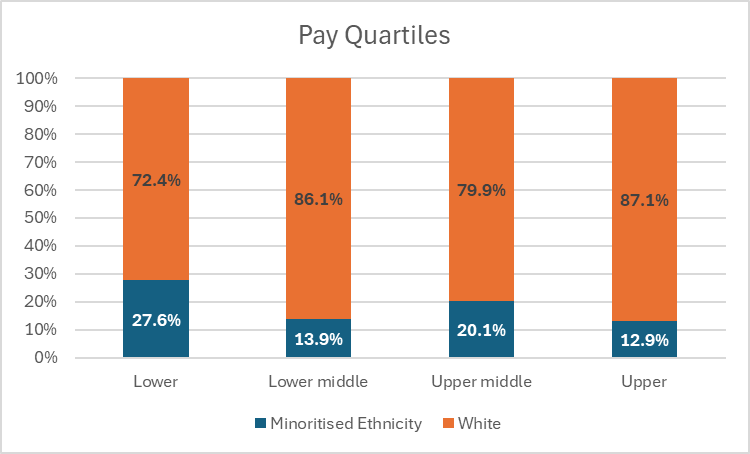 Pay Quartiles
100%
90%
80%
70%
60%
50%
40%
30%
20%
10%
0%
72.4%
86.1%
79.9%
87.1%
27.6%
13.9%
20.1%
12.9%
Lower
Lower middle
Upper middle
Upper
Minoritised Ethnicity
White